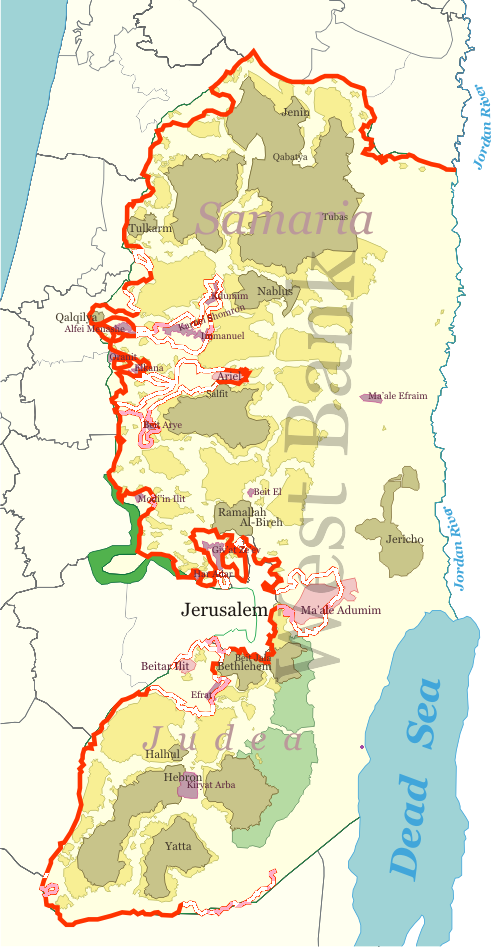 Jordan River
Jenin
Qabatya
Samaria
Tubas
Tulkarm
Nablus
Kdumim
Qalqilya
Alfei Menashe
Karnei Shomron
Immanuel
Oranit
Elkana
Ariel
Salfit
Ma'ale Efraim
Beit Arye
West Bank
Modi'in Ilit
Beit El
Ramallah
Al-Bireh
Jericho
Jordan River
Giv'at Ze'ev
Har Adar
Jerusalem
Ma'ale Adumim
Beit Jala
Beitar Ilit
Bethlehem
Efrat
Dead Sea
Judea
Halhul
Hebron
Kiryat Arba
Yatta